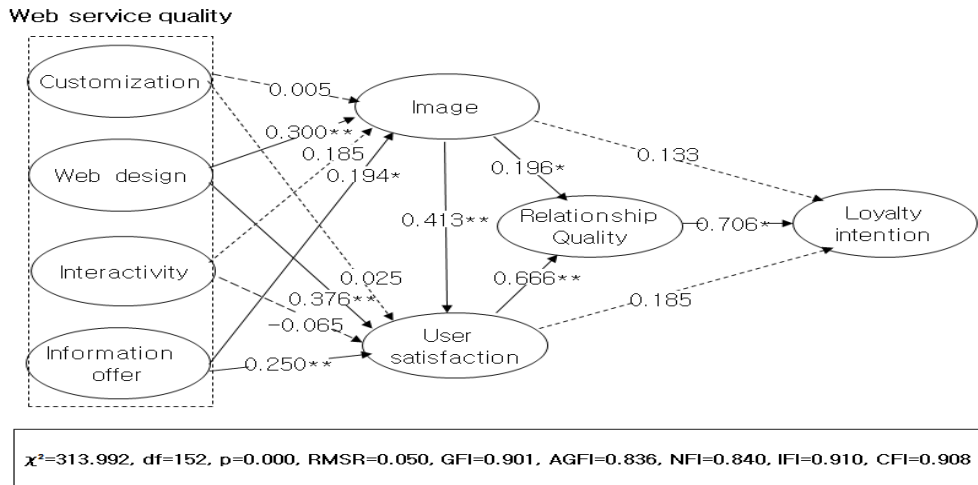 Web service quality
Customization
Web design
Interactivity
Information
offer
0.005
0.300**
0.185
0.194*
0.025
0.376**
-0.065
0.250**
Image
0.413**
User
satisfaction
0.196*
0.666**
Relationship
Quality
0.133
0.706*
0.185
Loyalty
intention
χ²=313.992, df=152, p=0.000, RMSR=0.050, GFI=0.901, AGFI=0.836, NFI=0.840, IFI=0.910, CFI=0.908